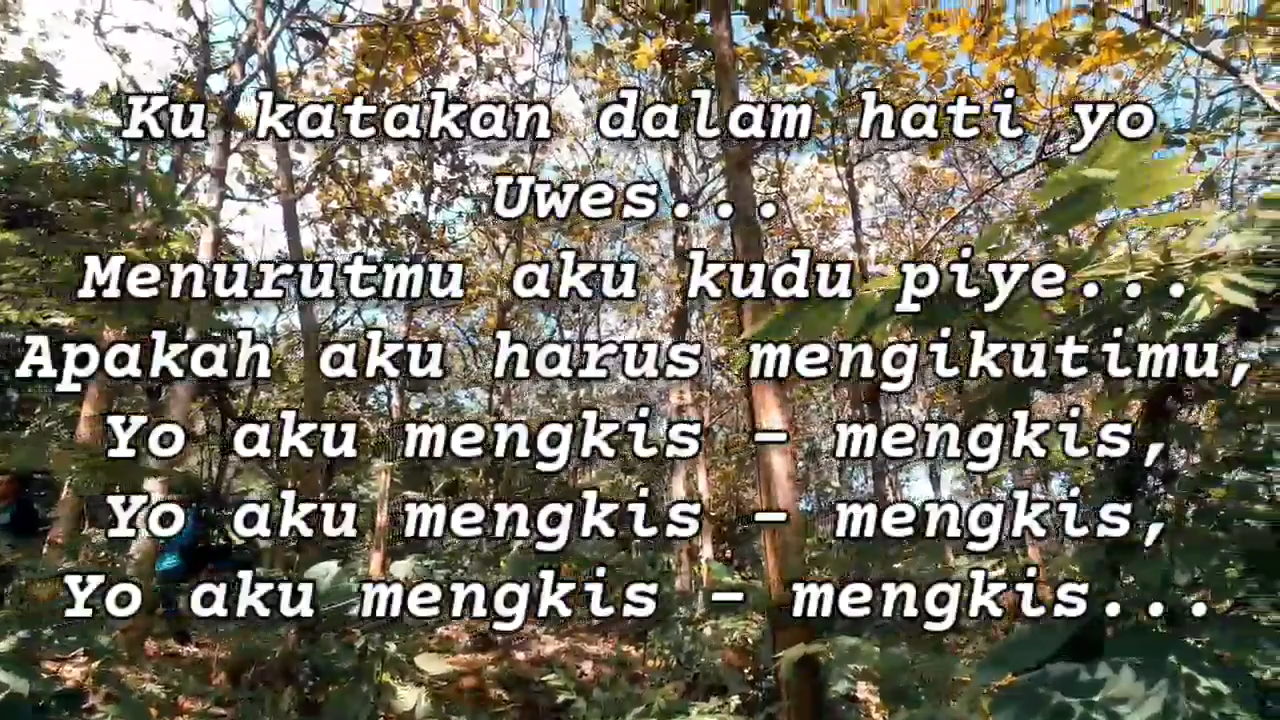 Ku katakan dalam hati yo
Uwes...
Menurutmu aku kudu piye...
Apakah aku harus mengikutimu,
Yo aku mengkis - mengkis,
Yo aku mengkis - mengkis,
Yo aku mengkis - mengkis...